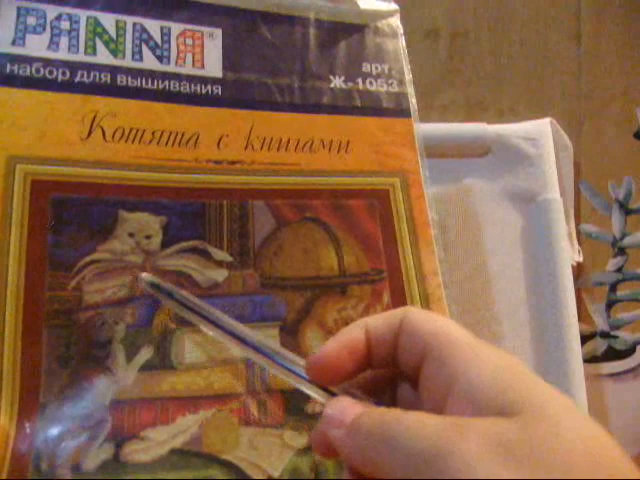 PANNA®
набор для вышивания
арт.
Ж-1053
Котята с книгами